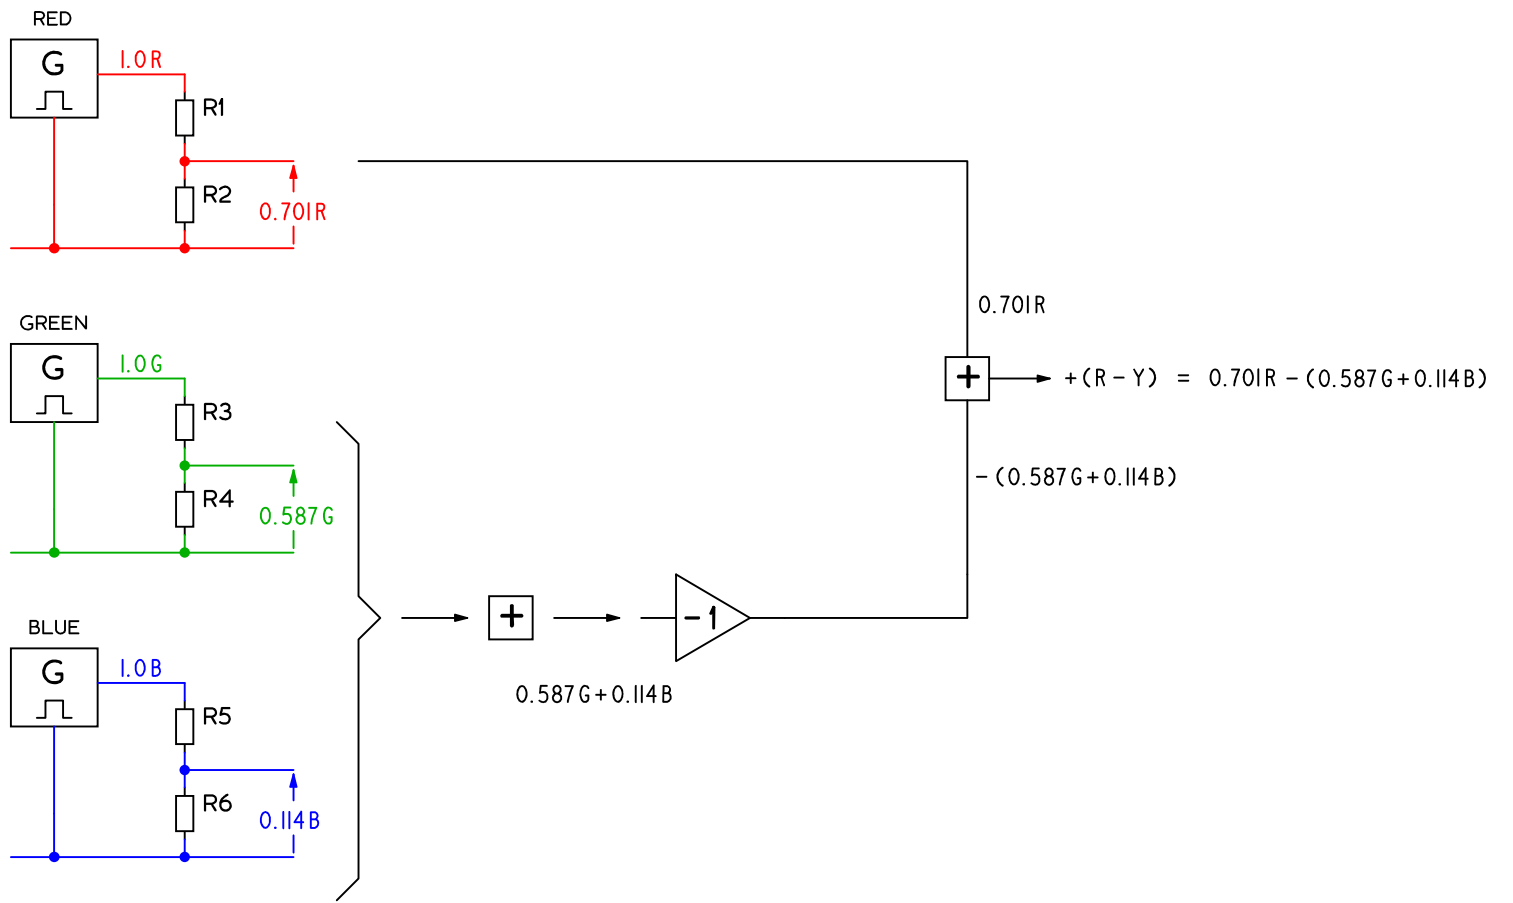 RED
G
1.0R
R1
R2
0.701R
GREEN
G
1.0G
R3
R4
0.587G
BLUE
G
1.0B
R5
R6
0.114B
+
0.587G+0.114B
-1
0.701R
+
+(R-Y) = 0.701R-(0.587G+0.114B)
-(0.587G+0.114B)